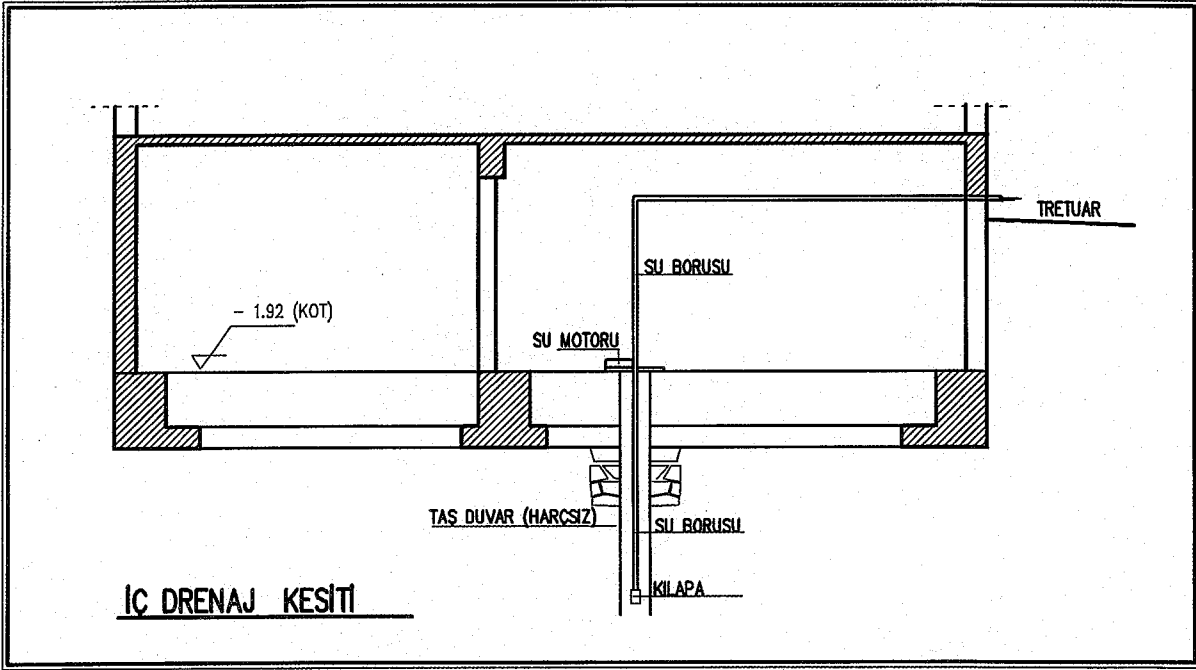 TRETUAR
SU BORUSU
- 1.92 (KOT)
SU MOTORU
TAŞ DUVAR (HARÇSIZ)
SU BORUSU
KILAPA
İÇ DRENAJ KESİTİ